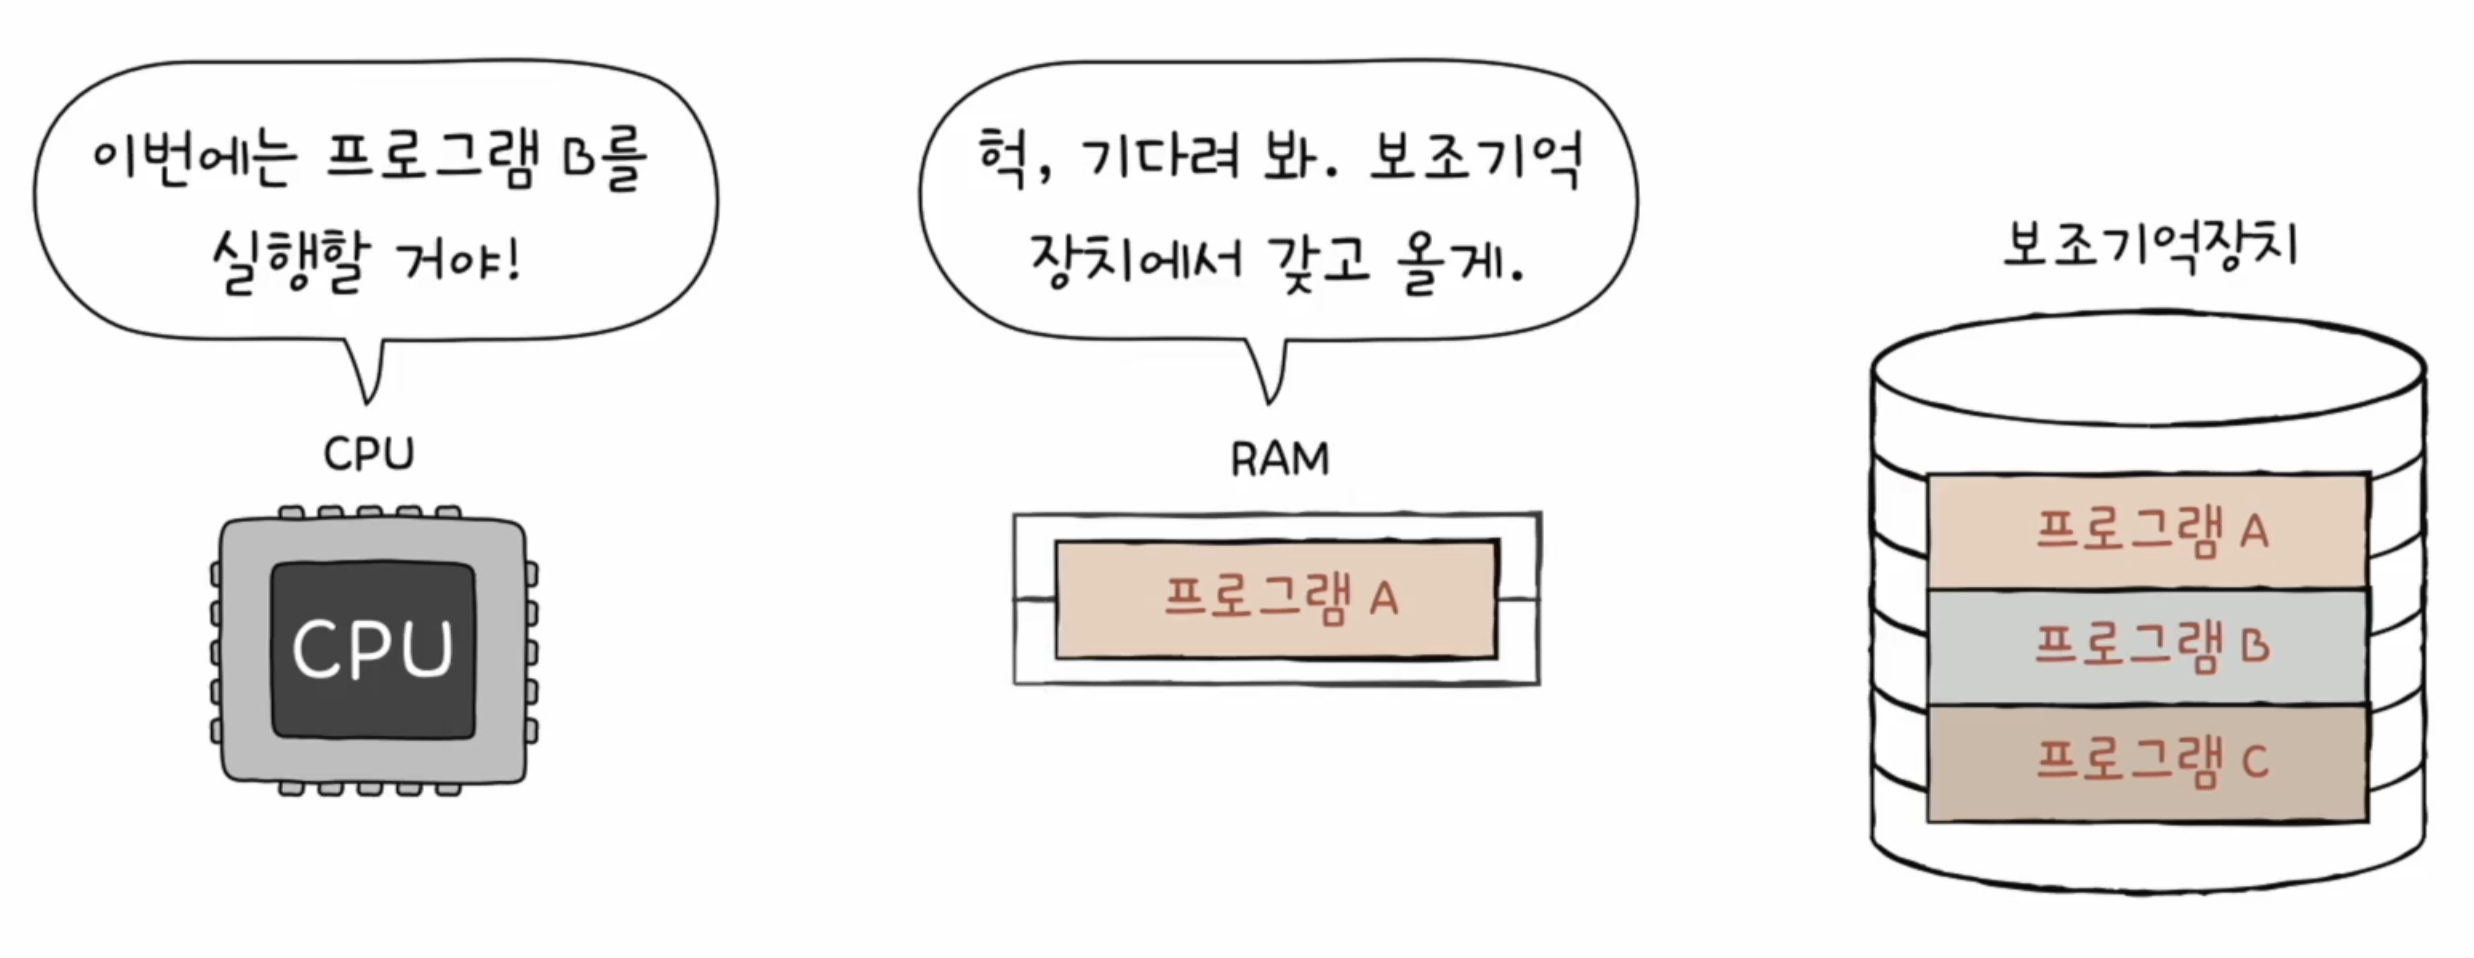 이번에는 프로그램 B를
실행할 거야!
헉, 기다려 봐. 보조기억
장치에서 갖고 올게.
보조기억장치
CPU
RAM
CPU
프로그램 A
프로그램 A
프로그램 B
프로그램 C